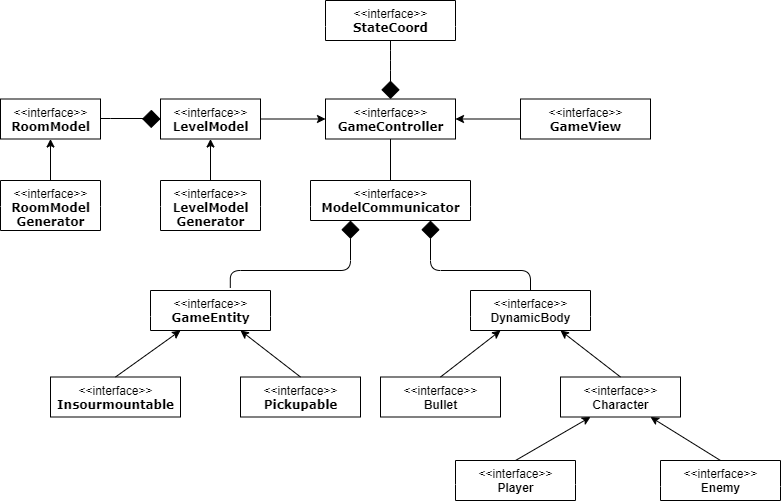 <<interface>>
StateCoord
<<interface>>
RoomModel
<<interface>>
LevelModel
<<interface>>
GameController
<<interface>>
GameView
<<interface>>
RoomModel
Generator
<<interface>>
LevelModel
Generator
<<interface>>
ModelCommunicator
<<interface>>
GameEntity
<<interface>>
DynamicBody
<<interface>>
Insourmountable
<<interface>>
Pickupable
<<interface>>
Bullet
<<interface>>
Character
<<interface>>
Player
<<interface>>
Enemy